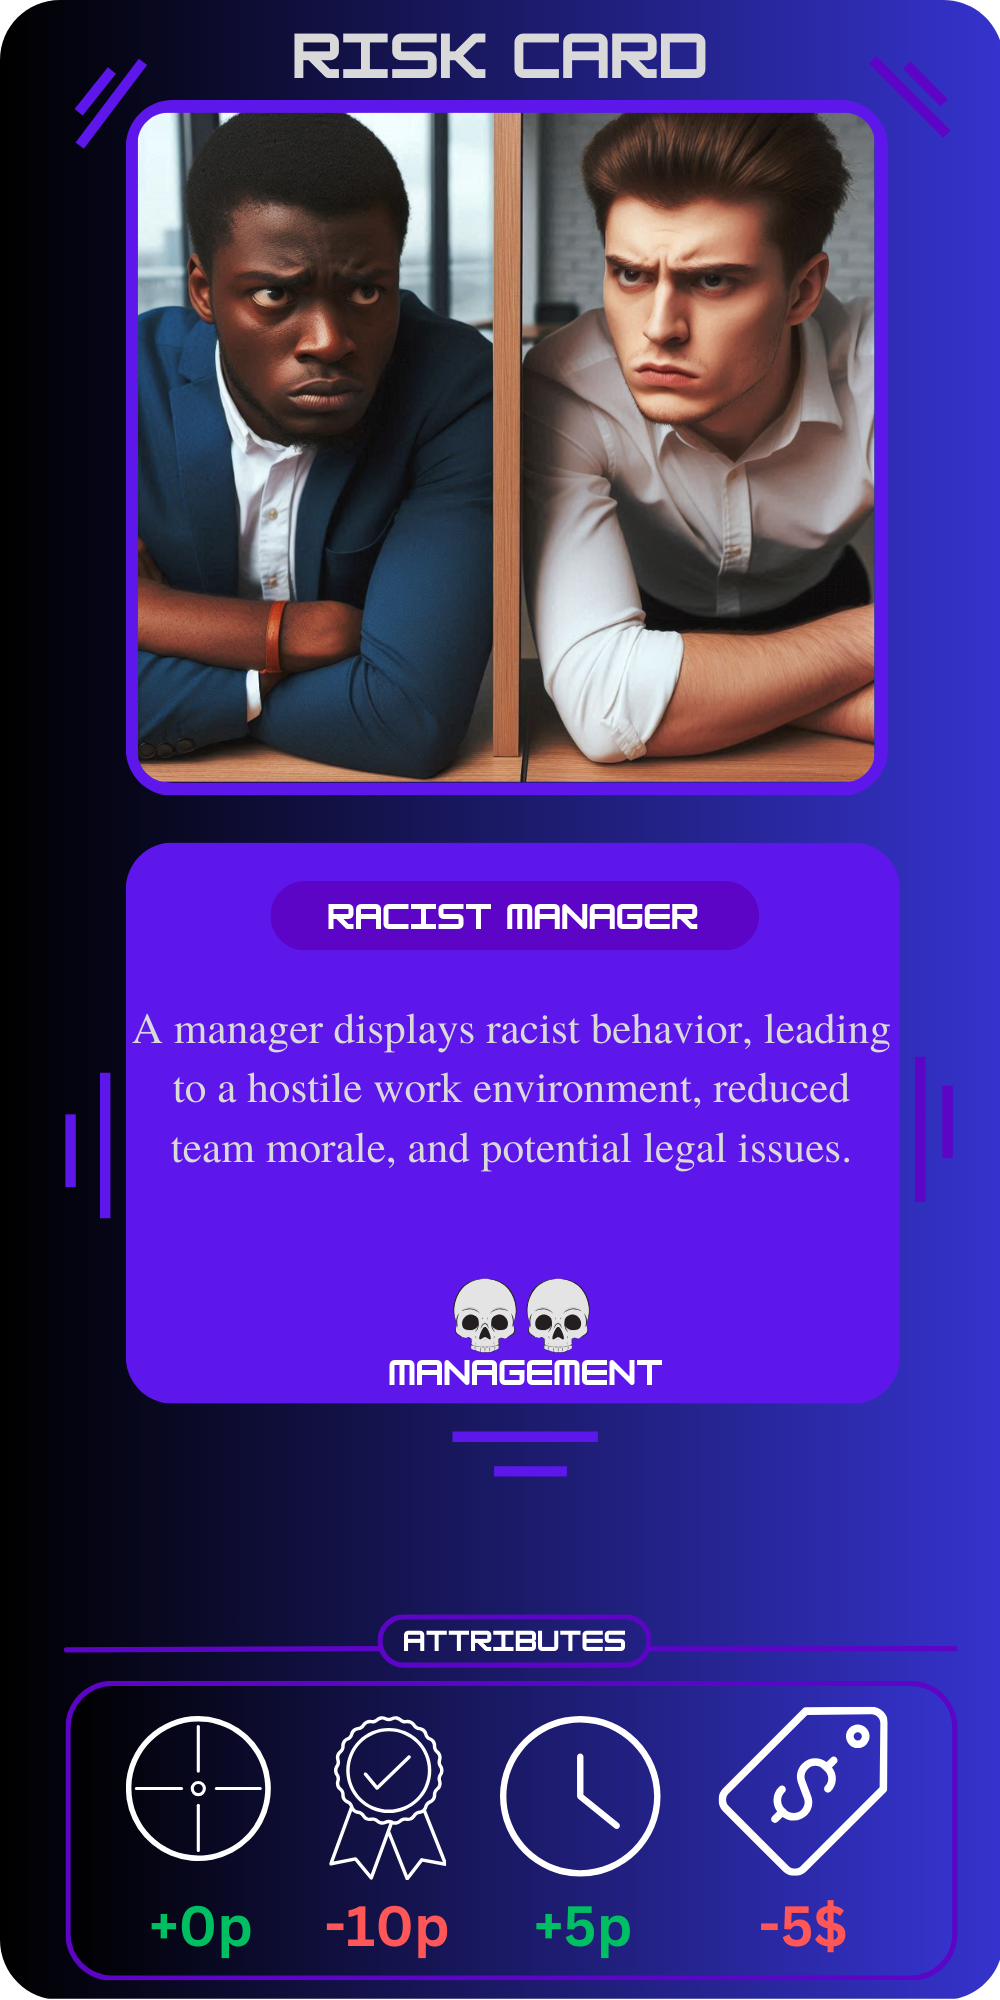 RISK CARD
RACIST MANAGER
A manager displays racist behavior, leading
to a hostile work environment, reduced
team morale, and potential legal issues.
MANAGEMENT
ATTRIBUTES
$
+0p -10p +5p -5$